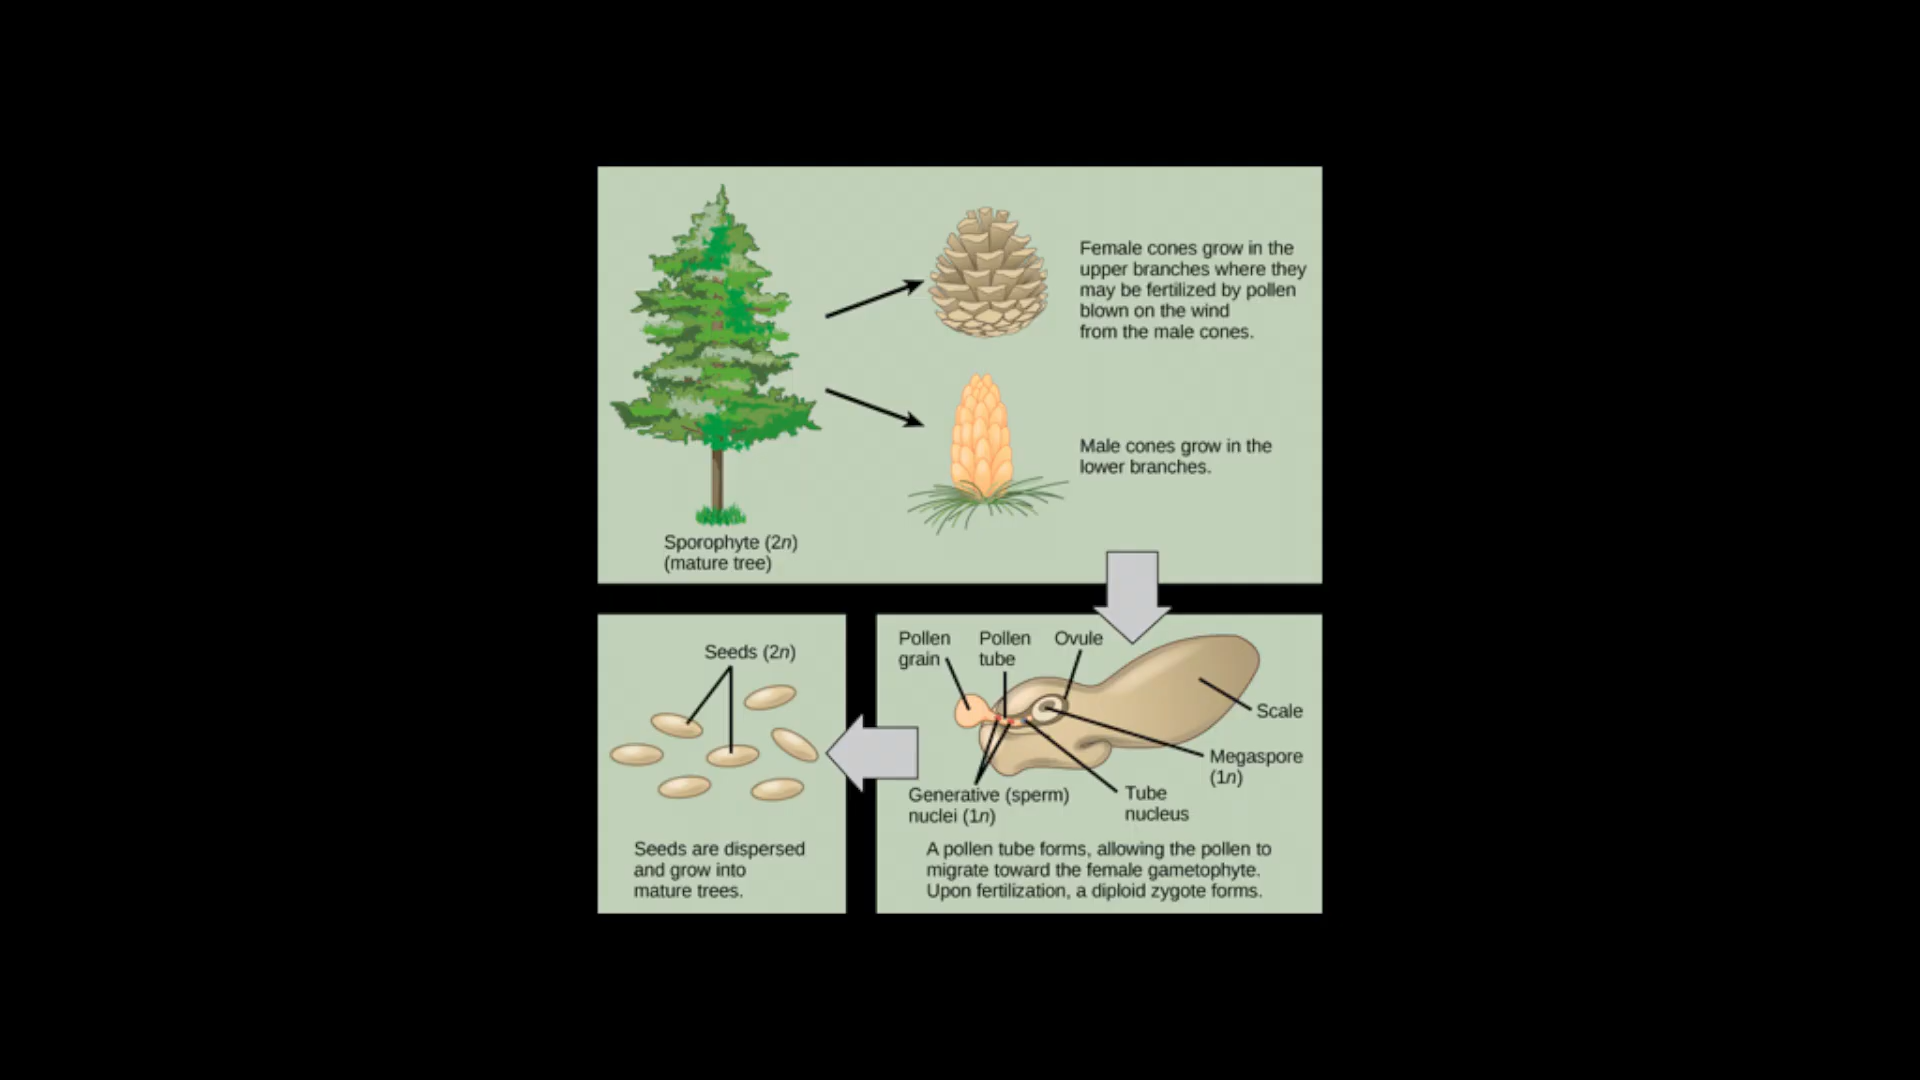 Female cones grow in the
upper branches where they
may be fertilized by pollen
blown on the wind
from the male cones.
Male cones grow in the
lower branches.
Sporophyte (2n)
(mature tree)
Seeds (2n)
Seeds are dispersed
and grow into
mature trees.
Pollen
grain
Pollen
tube
Ovule
Scale
Megaspore
(1n)
Generative (sperm)
nuclei (1n)
Tube
nucleus
A pollen tube forms, allowing the pollen to
migrate toward the female gametophyte.
Upon fertilization, a diploid zygote forms.